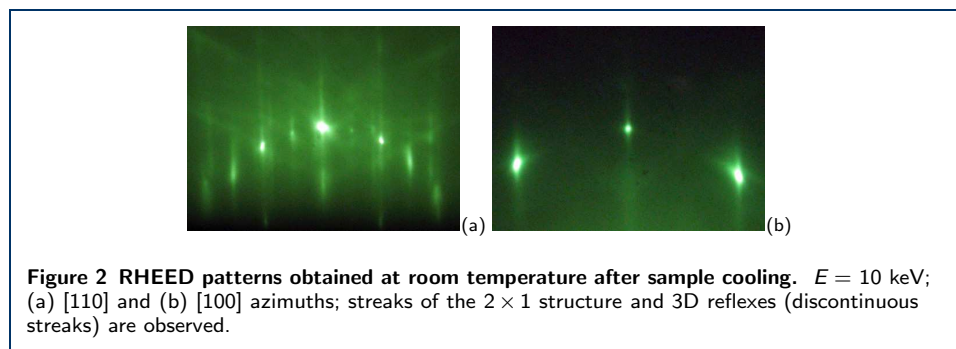 (a) (b)
Figure 2 RHEED patterns obtained at room temperature after sample cooling. E = 10 keV;
(a) [110] and (b) [100] azimuths; streaks of the 2 × 1 structure and 3D reflexes (discontinuous
streaks) are observed.